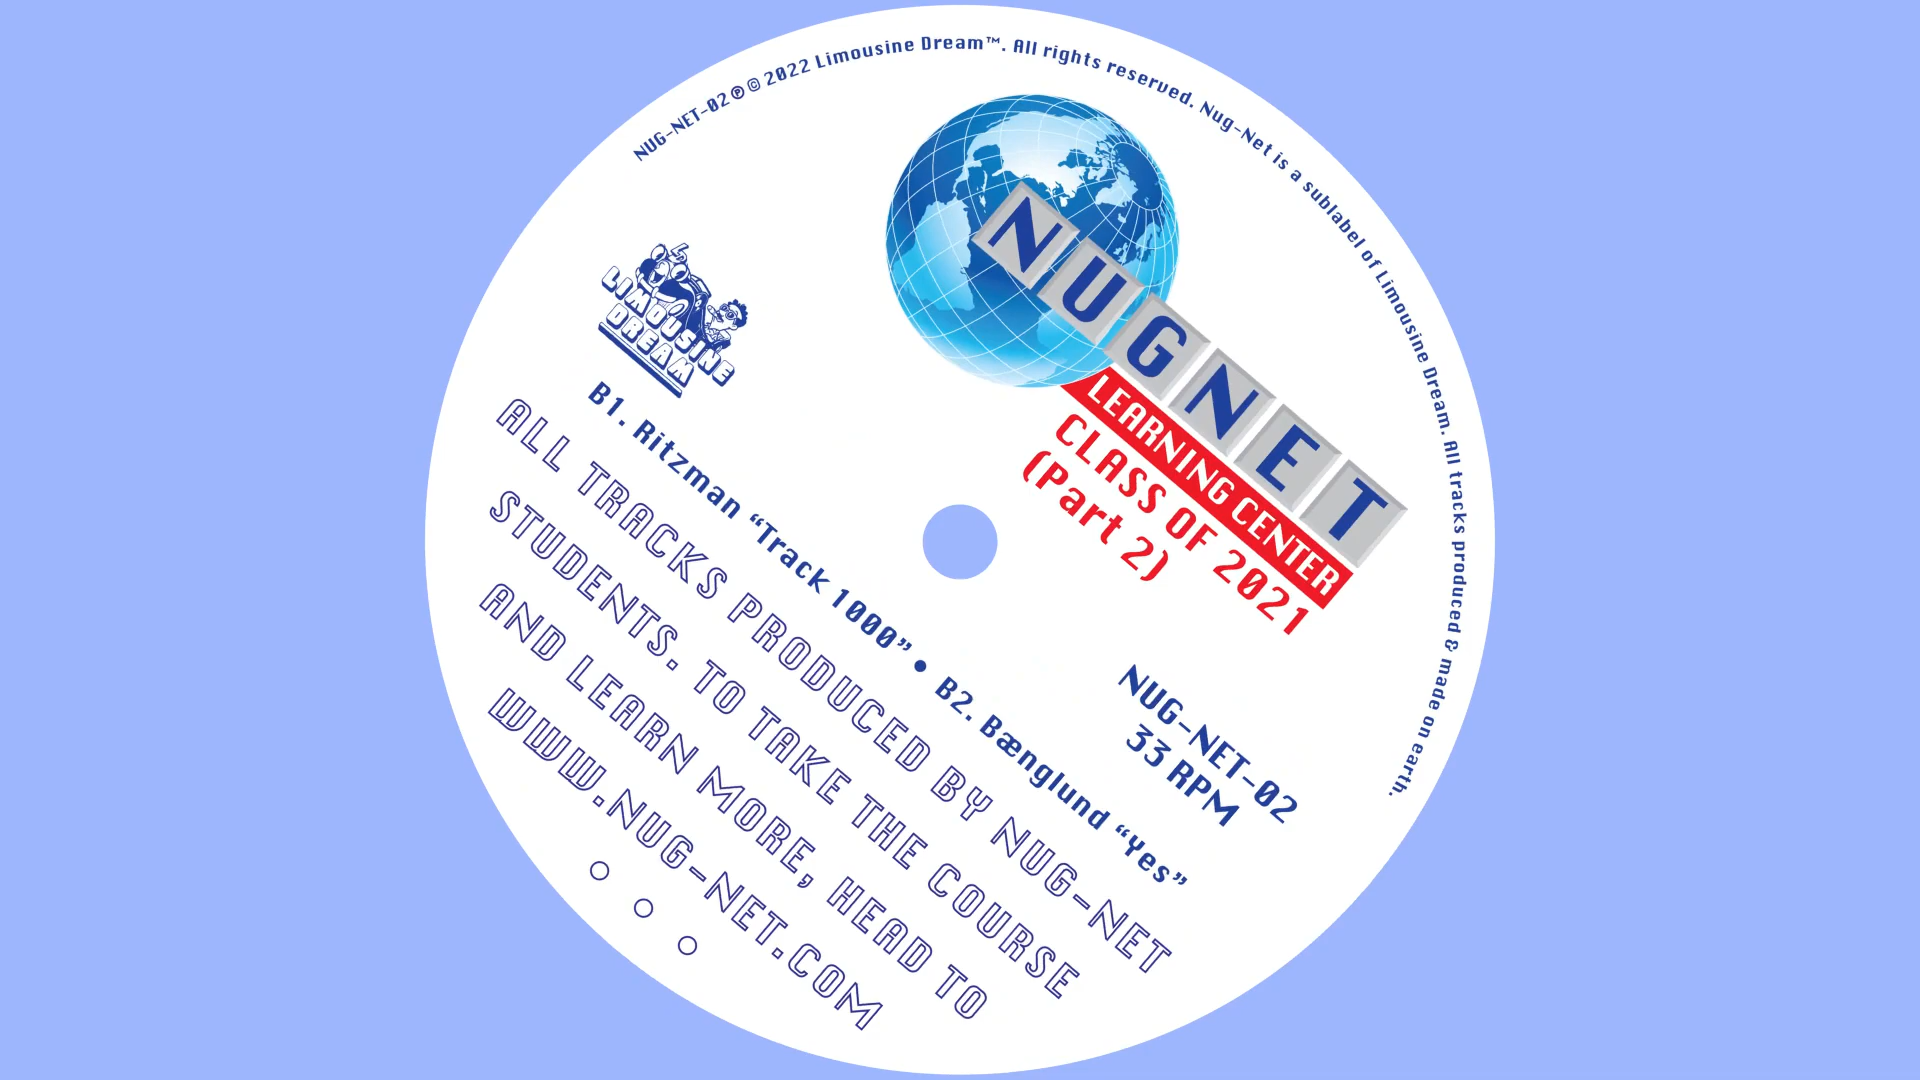 NUG-NET-02 ℗ © 2022 Limousine Dream™. All rights reserved. Nug-Net is a sublabel of Limousine Dream. All tracks produced & made on earth.
NUGNET
LEARNING CENTER
CLASS OF 2021
(Part 2)
LIMOUSINE
DREAM
B1. Ritzman “Track 1000” • B2. Bænglund “Yes”
NUG-NET-02
33 RPM
ALL TRACKS PRODUCED BY NUG-NET
STUDENTS. TO TAKE THE COURSE
AND LEARN MORE, HEAD TO
WWW.NUG-NET.COM